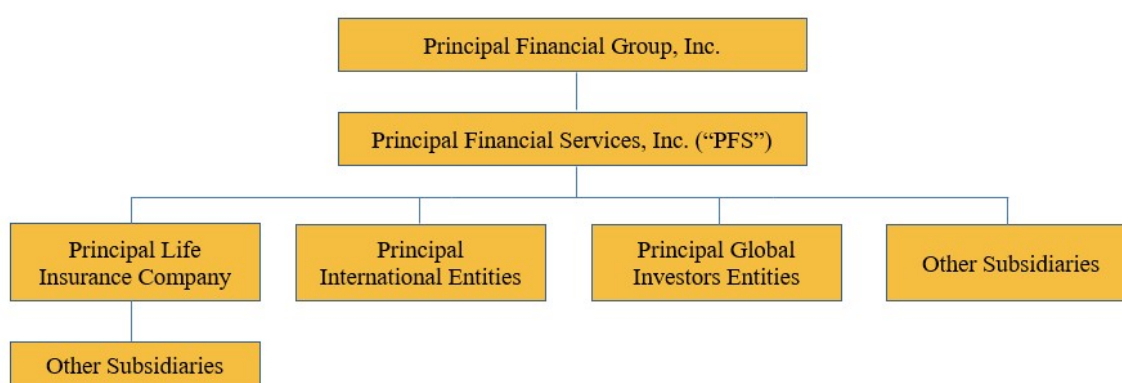 Principal Financial Group, Inc.
Principal Financial Services, Inc. (“PFS”)
Principal Life
Insurance Company
Principal
International Entities
Principal Global
Investors Entities
Other Subsidiaries
Other Subsidiaries